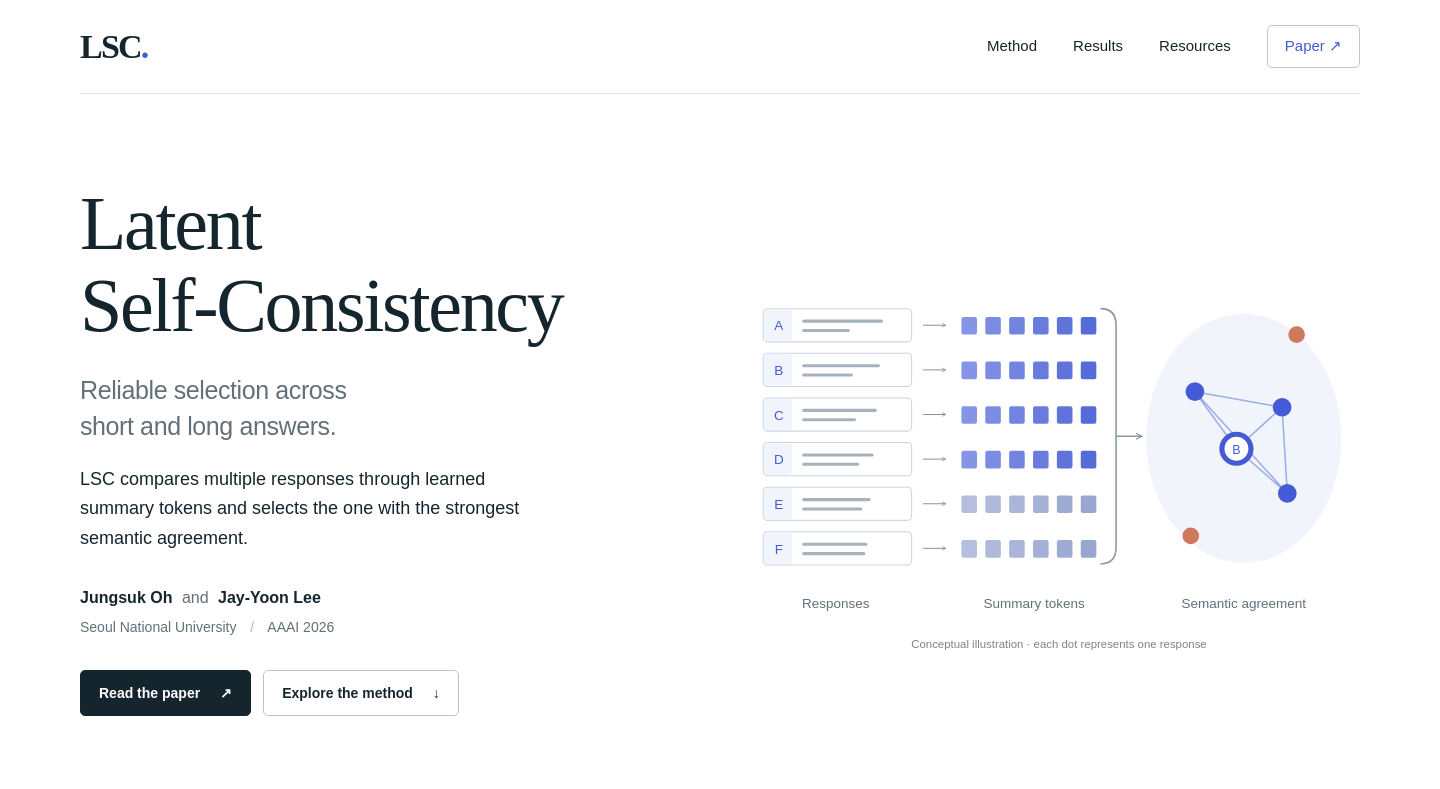 LSC.
Method
Results
Resources
Paper ↗
Latent
Self-Consistency
Reliable selection across
short and long answers.
LSC compares multiple responses through learned
summary tokens and selects the one with the strongest
semantic agreement.
Jungsuk Oh and Jay-Yoon Lee
Seoul National University / AAAI 2026
Read the paper ↗
Explore the method ↓
A
B
C
D
E
F
B
Responses
Summary tokens
Semantic agreement
Conceptual illustration · each dot represents one response